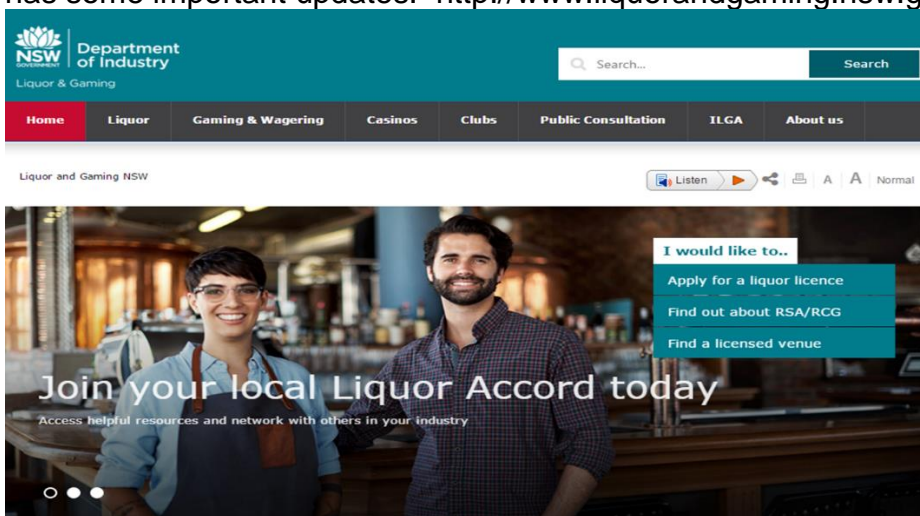 has some important updates. http://www.liquorandgaming.nsw.g
NSW
GOVERNMENT
Department
of Industry
Liquor & Gaming
Search...
Search
Home Liquor Gaming & Wagering Casinos Clubs Public Consultation ILGA About us
Liquor and Gaming NSW
Listen
A A Normal
I would like to..
Apply for a liquor licence
Find out about RSA/RCG
Find a licensed venue
Join your local Liquor Accord today
Access helpful resources and network with others in your industry